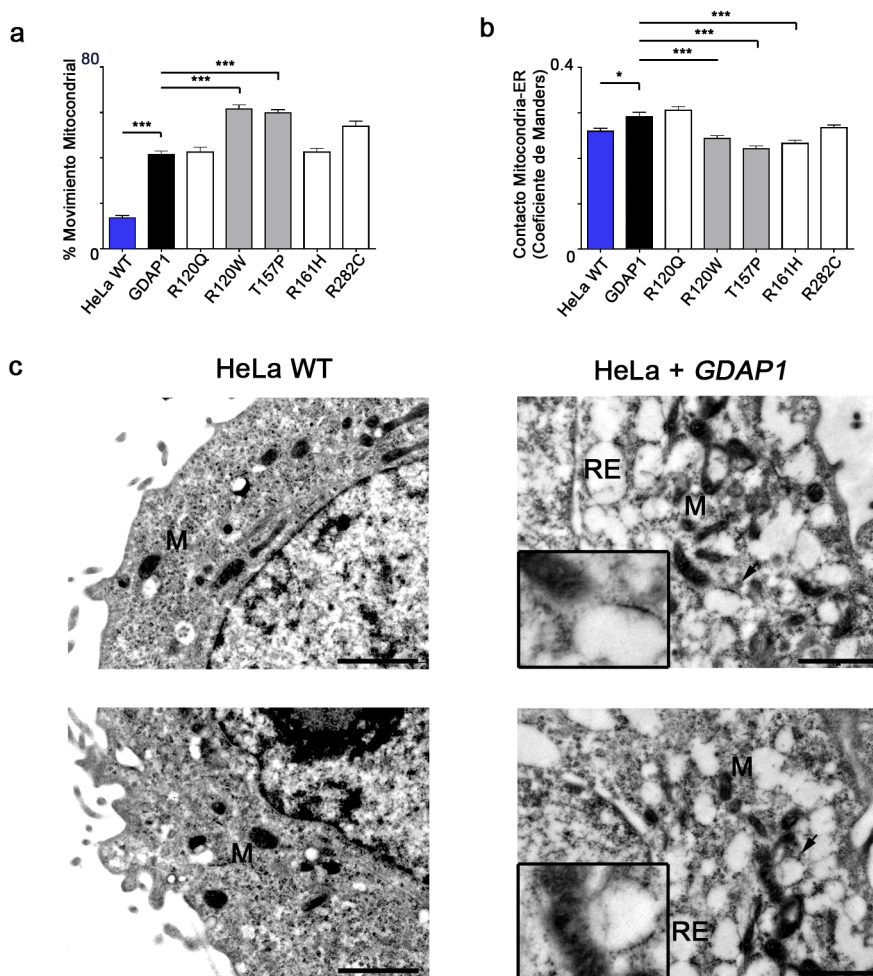 a
% Movimiento Mitocondrial
80
0
***
***
***
HeLa WT
GDAP1
R120Q
R120W
T157P
R161H
R282C
b
Contacto Mitocondria-ER
(Coeficiente de Manders)
0.4
0
***
***
***
*
HeLa WT
GDAP1
R120Q
R120W
T157P
R161H
R282C
c
HeLa WT
HeLa + GDAP1
M
RE
M
M
M
RE